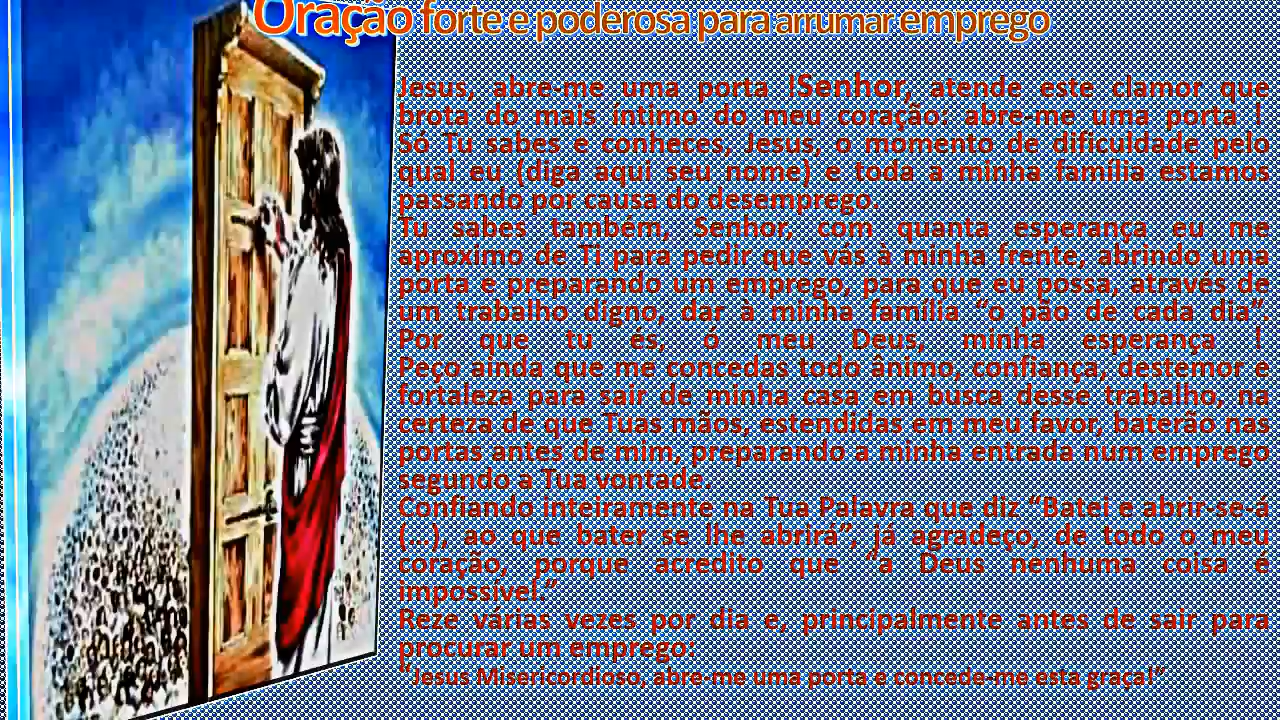 Oração forte e poderosa para arrumar emprego
Jesus, abre-me uma porta !Senhor, atende este clamor que
brota do mais íntimo do meu coração: abre-me uma porta !
Só Tu sabes e conheces, Jesus, o momento de dificuldade pelo
qual eu (diga aqui seu nome) e toda a minha família estamos
passando por causa do desemprego.
Tu sabes também, Senhor, com quanta esperança eu me
aproximo de Ti para pedir que vás à minha frente, abrindo uma
porta e preparando um emprego, para que eu possa, através de
um trabalho digno, dar à minha família “o pão de cada dia”.
Por que tu és, ó meu Deus, minha esperança !
Peço ainda que me concedas todo ânimo, confiança, destemor e
fortaleza para sair de minha casa em busca desse trabalho, na
certeza de que Tuas mãos, estendidas em meu favor, baterão nas
portas antes de mim, preparando a minha entrada num emprego
segundo a Tua vontade.
Confiando inteiramente na Tua Palavra que diz “Batei e abrir-se-á
(...), ao que bater se lhe abrirá”, já agradeço, de todo o meu
coração, porque acredito que “a Deus nenhuma coisa é
impossível.”
Reze várias vezes por dia e, principalmente antes de sair para
procurar um emprego:
“Jesus Misericordioso, abre-me uma porta e concede-me esta graça!”